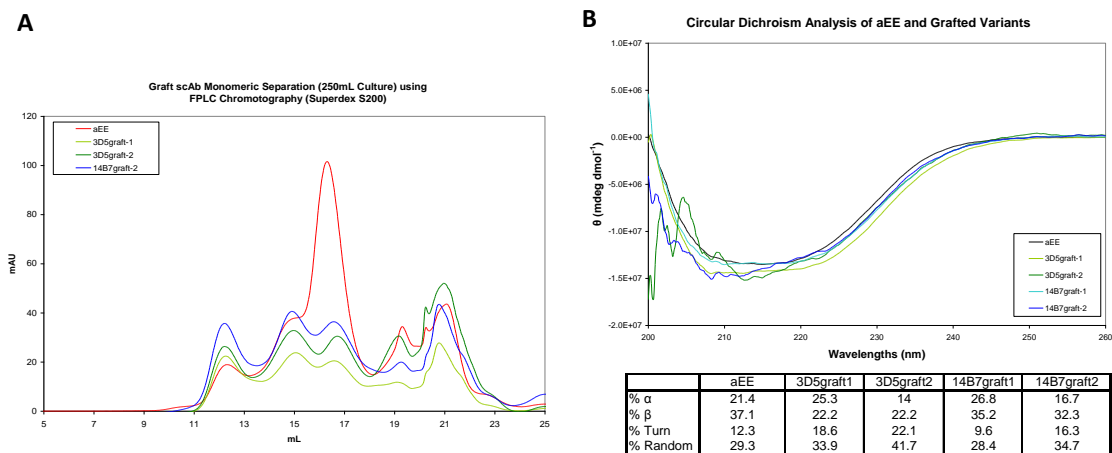 A
Graft scAb Monomeric Separation (250mL Culture) using
FPLC Chromotography (Superdex S200)
120
100
80
60
40
20
0
mAU
aEE
3D5graft-1
3D5graft-2
14B7graft-2
5 7 9 11 13 15 17 19 21 23 25
mL
B
Circular Dichroism Analysis of aEE and Grafted Variants
1.0E+07
5.0E+06
0.0E+00
-5.0E+06
-1.0E+07
-1.5E+07
-2.0E+07
θ (mdeg dmol-1)
aEE
3D5graft-1
3D5graft-2
14B7graft-1
14B7graft-2
200 210 220 230 240 250 260
Wavelengths (nm)
aEE 3D5graft1 3D5graft2 14B7graft1 14B7graft2
% α 21.4 25.3 14 26.8 16.7
% β 37.1 22.2 22.2 35.2 32.3
% Turn 12.3 18.6 22.1 9.6 16.3
% Random 29.3 33.9 41.7 28.4 34.7